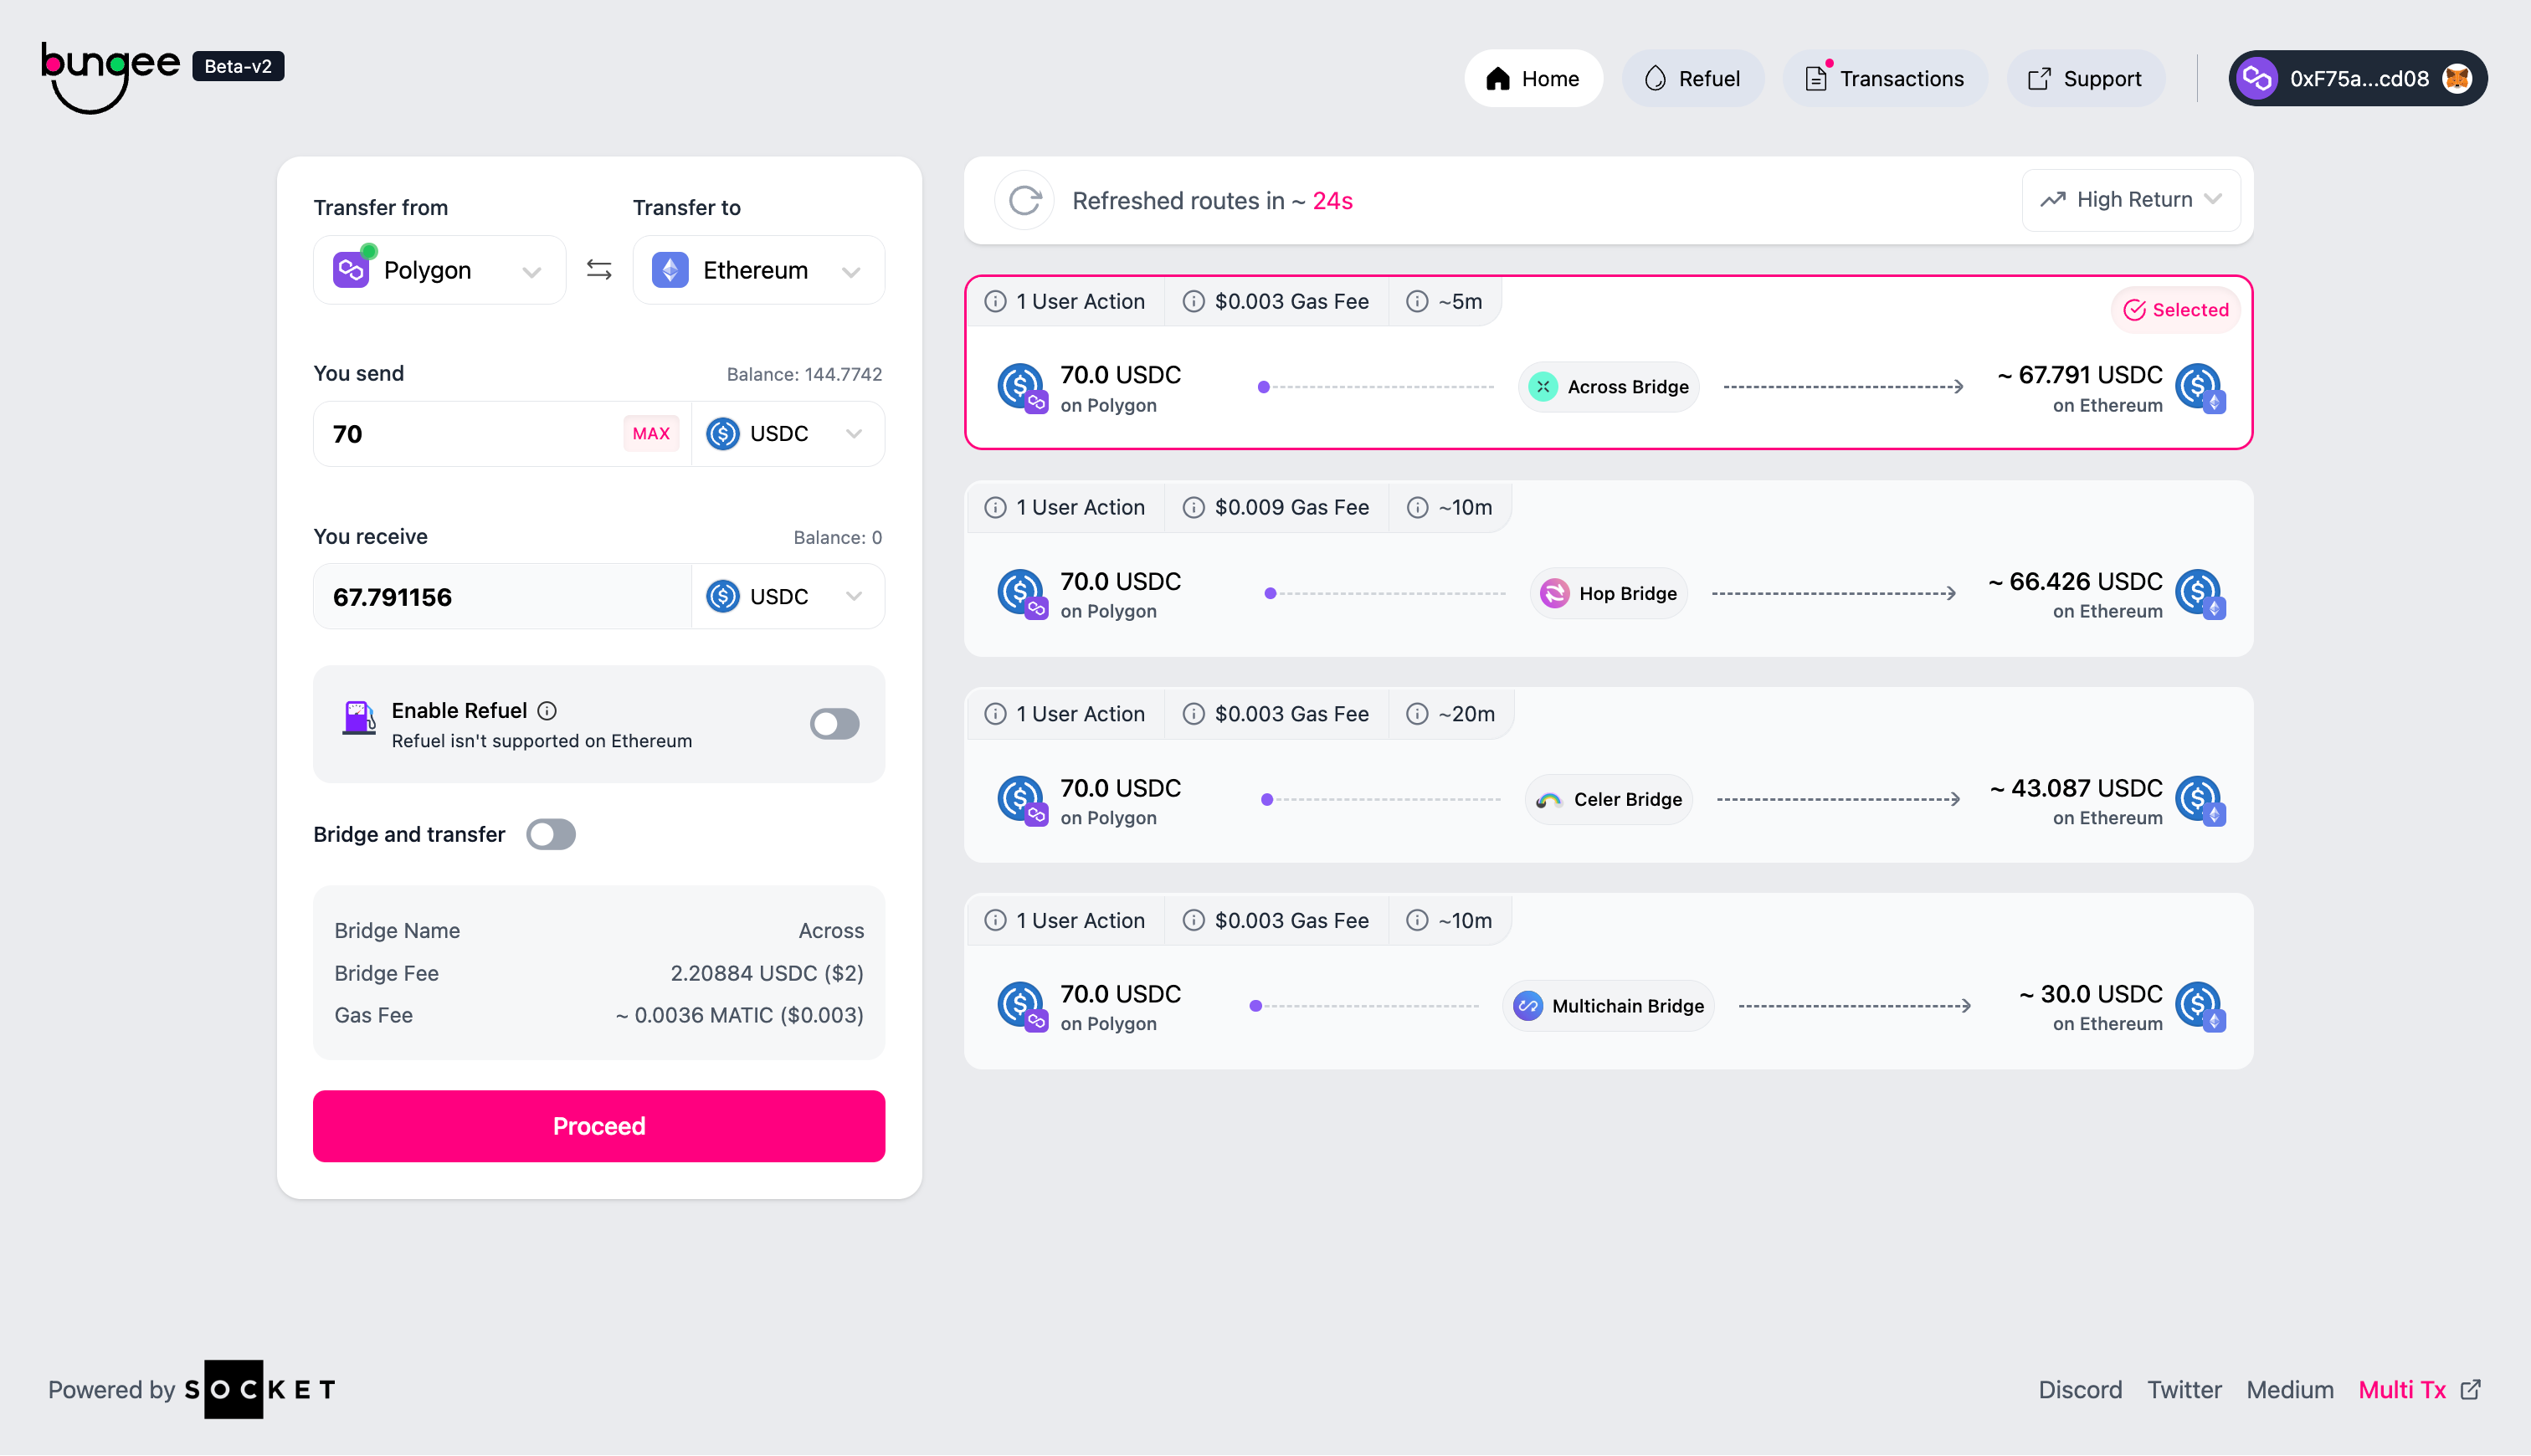 bungee Beta-v2
Home
Refuel
Transactions
Support
0xF75a...cd08
Transfer from
Transfer to
Polygon
Ethereum
You send
Balance: 144.7742
70
MAX
USDC
You receive
Balance: 0
67.791156
USDC
Enable Refuel
Refuel isn't supported on Ethereum
Bridge and transfer
Bridge Name
Across
Bridge Fee
2.20884 USDC ($2)
Gas Fee
~ 0.0036 MATIC ($0.003)
Proceed
Refreshed routes in ~ 24s
High Return
1 User Action
$0.003 Gas Fee
~5m
Selected
70.0 USDC
on Polygon
Across Bridge
~ 67.791 USDC
on Ethereum
1 User Action
$0.009 Gas Fee
~10m
70.0 USDC
on Polygon
Hop Bridge
~ 66.426 USDC
on Ethereum
1 User Action
$0.003 Gas Fee
~20m
70.0 USDC
on Polygon
Celer Bridge
~ 43.087 USDC
on Ethereum
1 User Action
$0.003 Gas Fee
~10m
70.0 USDC
on Polygon
Multichain Bridge
~ 30.0 USDC
on Ethereum
Powered by SOCKET
Discord
Twitter
Medium
Multi Tx